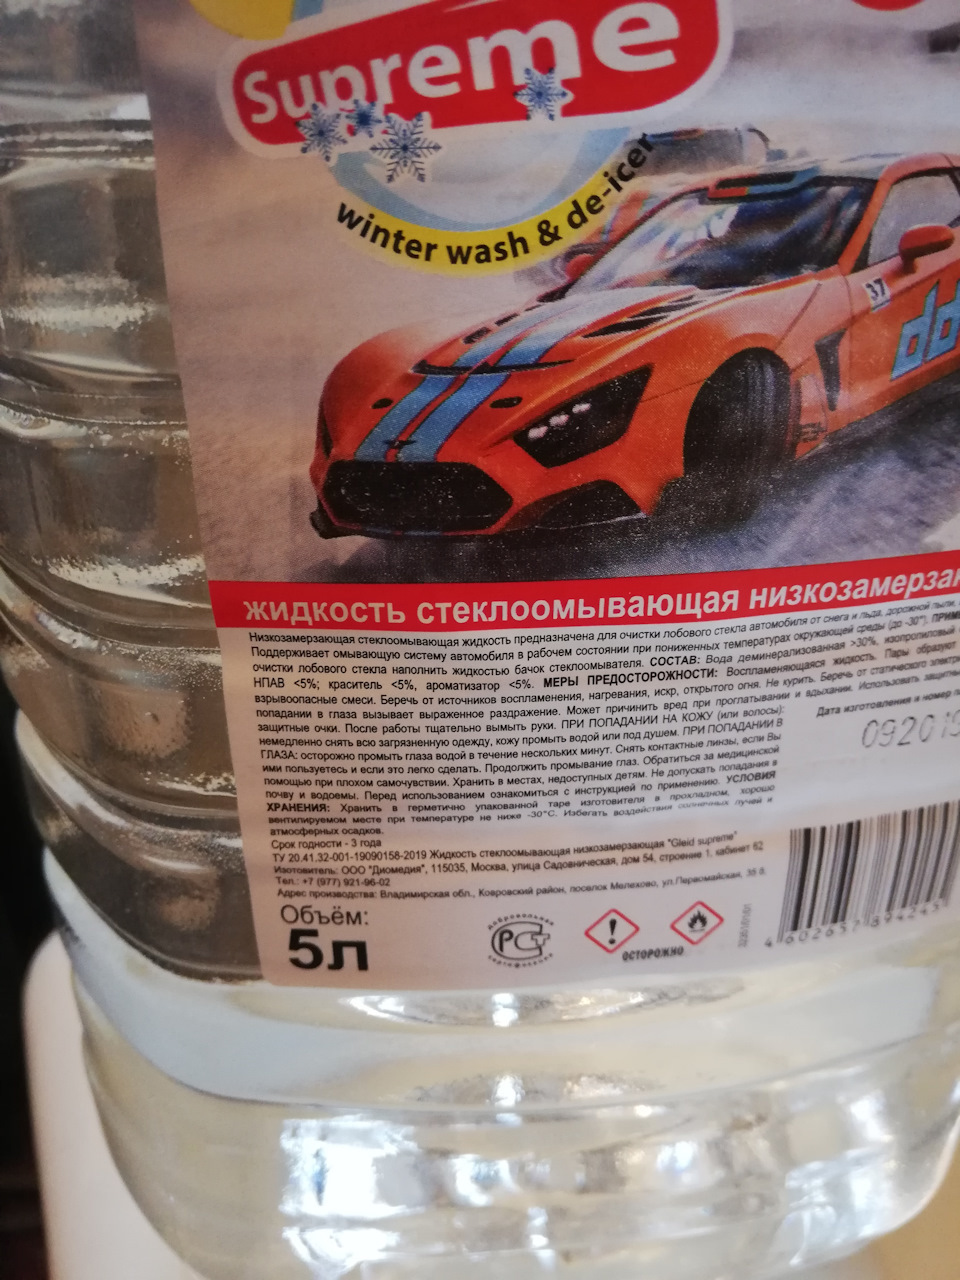 Supreme
winter wash & de-icer
37
dd
жидкость стеклоомывающая низкозамерзаю
Низкозамерзающая стеклоомывающая жидкость предназначена для очистки лобового стекла автомобиля от снега и льда, дорожной пыли,
Поддерживает омывающую систему автомобиля в рабочем состоянии при пониженных температурах окружающей среды (до -30°).
очистки лобового стекла наполнить жидкостью бачок стеклоомывателя. СОСТАВ: Вода деминерализованная >30%, изопропиловый
НПАВ <5%; краситель <5%, ароматизатор <5%. МЕРЫ ПРЕДОСТОРОЖНОСТИ: Воспламеняющаяся жидкость. Пары образуют
взрывоопасные смеси. Беречь от источников воспламенения, нагревания, искр, открытого огня. Не курить. Беречь от статического
попадании в глаза вызывает выраженное раздражение. Может причинить вред при проглатывании и вдыхании. Использовать
защитные очки. После работы тщательно вымыть руки. ПРИ ПОПАДАНИИ НА КОЖУ (или волосы):
немедленно снять всю загрязненную одежду, кожу промыть водой или под душем. ПРИ ПОПАДАНИИ В
ГЛАЗА: осторожно промыть глаза водой в течение нескольких минут. Снять контактные линзы, если Вы
ими пользуетесь и если это легко сделать. Продолжить промывание глаз. Обратиться за медицинской
помощью при плохом самочувствии. Хранить в местах, недоступных детям. Не допускать попадания в
почву и водоемы. Перед использованием ознакомиться с инструкцией по применению. УСЛОВИЯ
ХРАНЕНИЯ: Хранить в герметично упакованной таре изготовителя в прохладном, хорошо
вентилируемом месте при температуре не ниже -30°С. Избегать воздействия солнечных лучей и
атмосферных осадков.
Дата изготовления и номер
092019
Срок годности - 3 года
ТУ 20.41.32-001-19090158-2019 Жидкость стеклоомывающая низкозамерзающая "Gleid supreme"
Изготовитель: ООО "Диомедия", 115035, Москва, улица Садовническая, дом 54, строение 1, кабинет 62
Тел.: +7 (977) 921-96-02
Адрес производства: Владимирская обл., Ковровский район, поселок Мелехово, ул.Первомайская,
Объём:
5л
добровольная
РСТ
сертификация
ОСТОРОЖНО
4 602657 894245